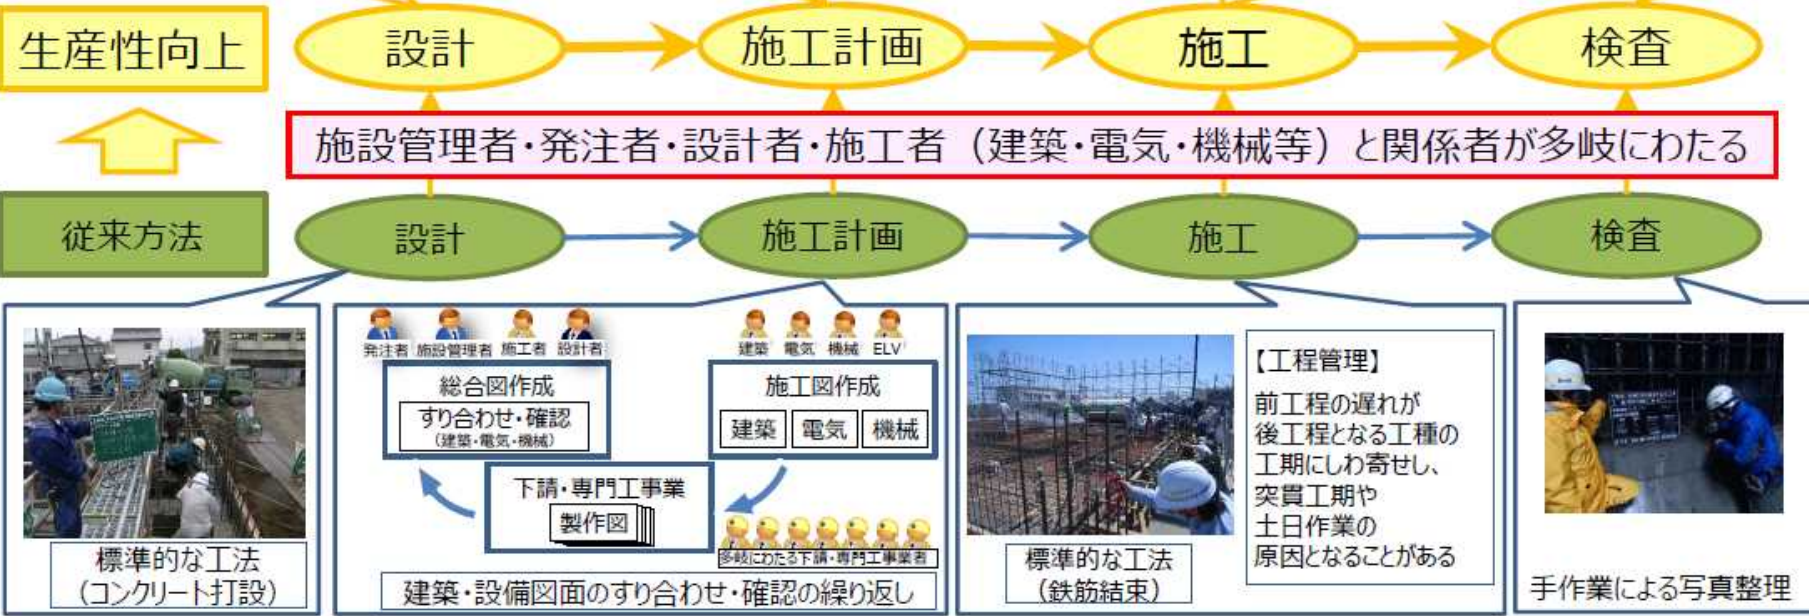 生産性向上
設計
施工計画
施工
検査
施設管理者・発注者・設計者・施工者（建築・電気・機械等）と関係者が多岐にわたる
従来方法
設計
施工計画
施工
検査
標準的な工法
（コンクリート打設）
発注者 施設管理者 施工者 設計者
総合図作成
すり合わせ・確認
（建築・電気・機械）
建築 電気 機械 ELV
施工図作成
建築 電気 機械
下請・専門工事業
製作図
多岐にわたる下請・専門工事業者
建築・設備図面のすり合わせ・確認の繰り返し
標準的な工法
（鉄筋結束）
【工程管理】
前工程の遅れが
後工程となる工種の
工期にしわ寄せし、
突貫工期や
土日作業の
原因となることがある
手作業による写真整理